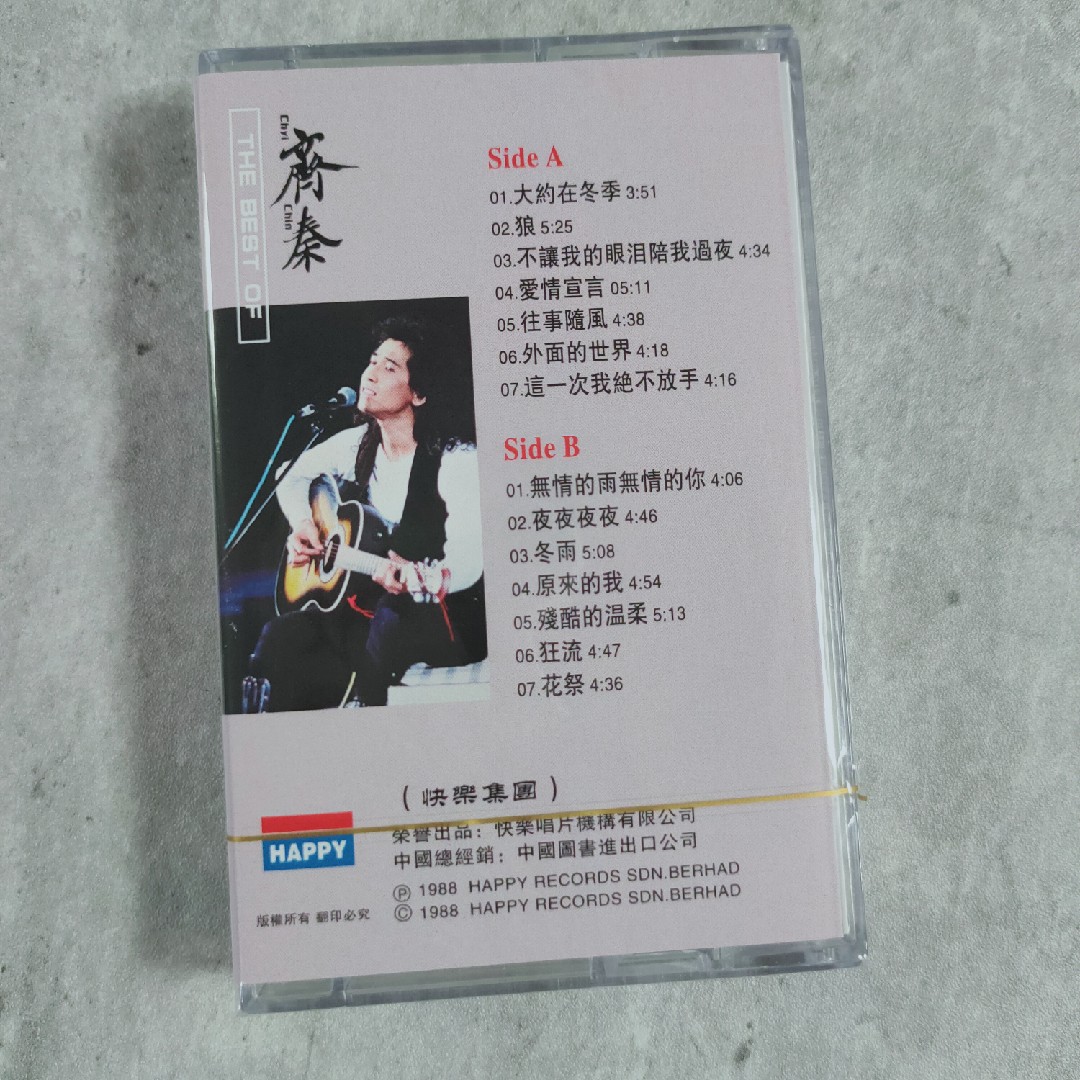 THE BEST OF
Chyi
齊
Chin
秦
Side A
01.大約在冬季 3:51
02.狼 5:25
03.不讓我的眼泪陪我過夜 4:34
04.愛情宣言 05:11
05.往事隨風 4:38
06.外面的世界 4:18
07.這一次我絕不放手 4:16
Side B
01.無情的雨無情的你 4:06
02.夜夜夜夜 4:46
03.冬雨 5:08
04.原來的我 4:54
05.殘酷的温柔 5:13
06.狂流 4:47
07.花祭 4:36
(快樂集團)
HAPPY
榮譽出品：快樂唱片機構有限公司
中國總經銷：中國圖書進出口公司
Ⓟ 1988 HAPPY RECORDS SDN.BERHAD
© 1988 HAPPY RECORDS SDN.BERHAD
版權所有 翻印必究